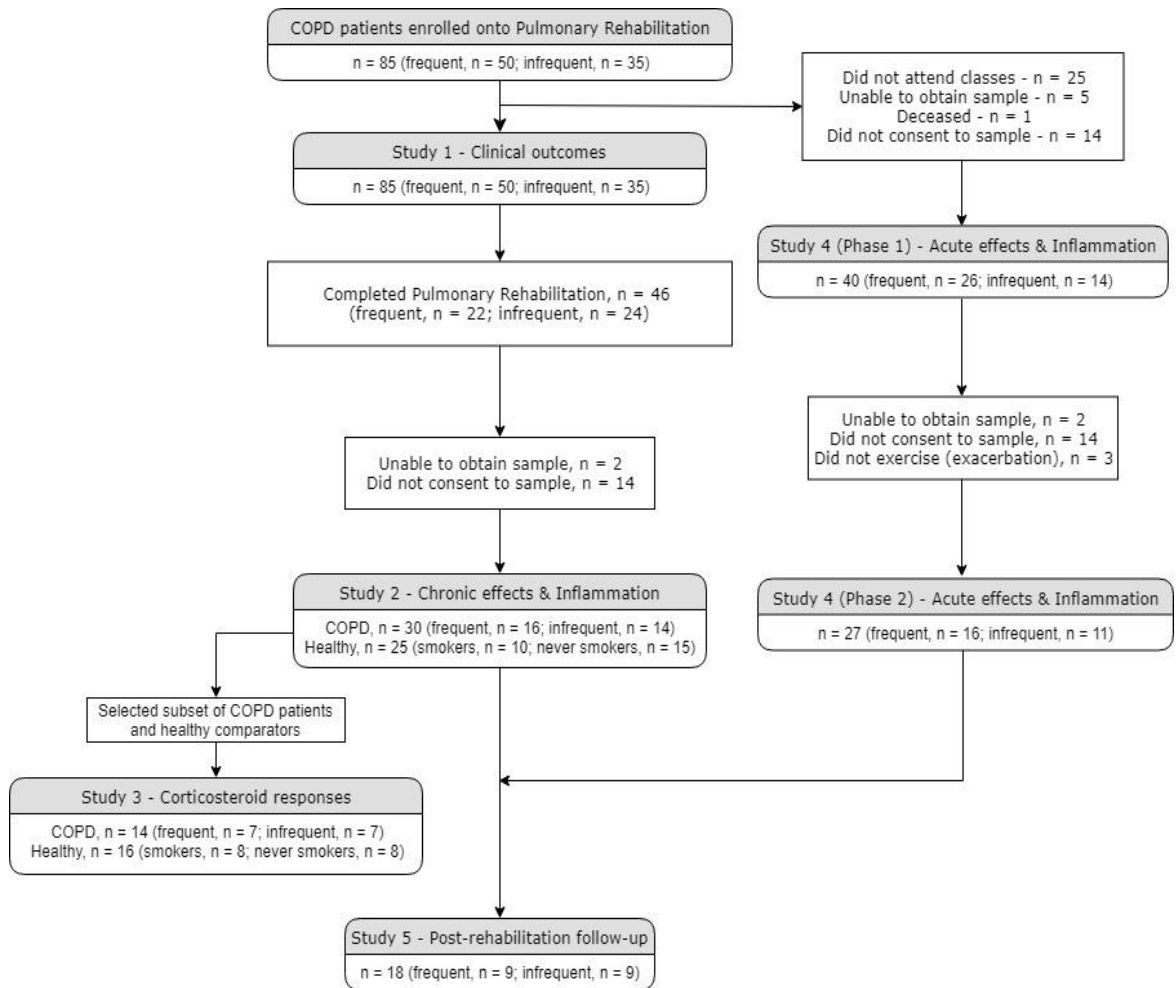 COPD patients enrolled onto Pulmonary Rehabilitation
n = 85 (frequent, n = 50; infrequent, n = 35)
Did not attend classes - n = 25
Unable to obtain sample - n = 5
Deceased - n = 1
Did not consent to sample - n = 14
Study 1 - Clinical outcomes
n = 85 (frequent, n = 50; infrequent, n = 35)
Study 4 (Phase 1) - Acute effects & Inflammation
n = 40 (frequent, n = 26; infrequent, n = 14)
Completed Pulmonary Rehabilitation, n = 46
(frequent, n = 22; infrequent, n = 24)
Unable to obtain sample, n = 2
Did not consent to sample, n = 14
Did not exercise (exacerbation), n = 3
Unable to obtain sample, n = 2
Did not consent to sample, n = 14
Study 2 - Chronic effects & Inflammation
COPD, n = 30 (frequent, n = 16; infrequent, n = 14)
Healthy, n = 25 (smokers, n = 10; never smokers, n = 15)
Study 4 (Phase 2) - Acute effects & Inflammation
n = 27 (frequent, n = 16; infrequent, n = 11)
Selected subset of COPD patients
and healthy comparators
Study 3 - Corticosteroid responses
COPD, n = 14 (frequent, n = 7; infrequent, n = 7)
Healthy, n = 16 (smokers, n = 8; never smokers, n = 8)
Study 5 - Post-rehabilitation follow-up
n = 18 (frequent, n = 9; infrequent, n = 9)